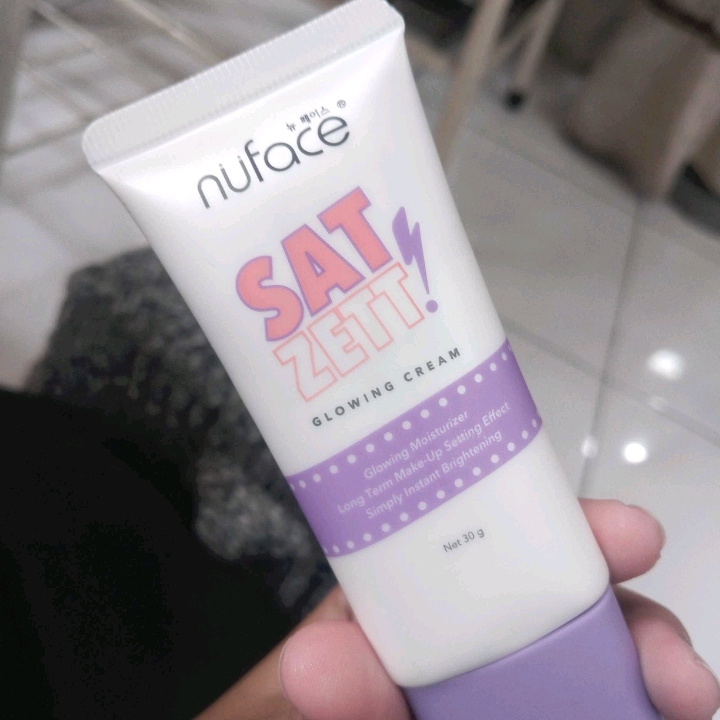 뉴 페이스 ®
nüface
SAT
ZETT!
GLOWING CREAM
Glowing Moisturizer
Long Term Make-Up Setting Effect
Simply Instant Brightening
Net 30 g